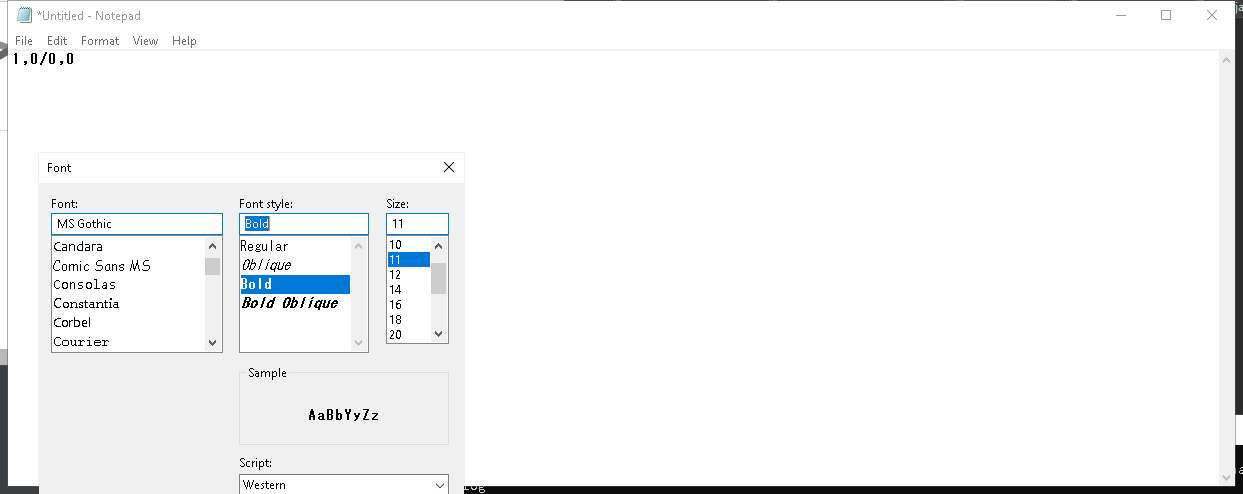 *Untitled - Notepad
File Edit Format View Help
1,0/0,0
Font
Font: Font style: Size:
MS Gothic Bold 11
Candara Regular 10
Comic Sans MS Oblique 11
Consolas Bold 12
Constantia Bold Oblique 14
Corbel 16
Courier 18
20
Sample
AaBbYyZz
Script:
Western